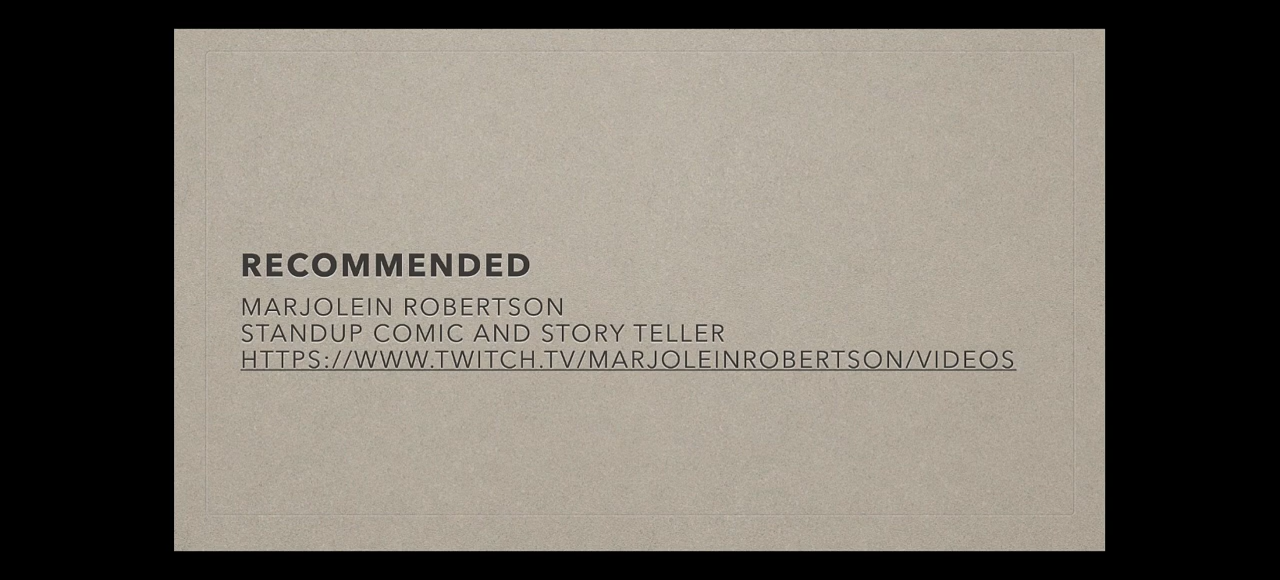 RECOMMENDED
MARJOLEIN ROBERTSON
STANDUP COMIC AND STORY TELLER
HTTPS://WWW.TWITCH.TV/MARJOLEINROBERTSON/VIDEOS